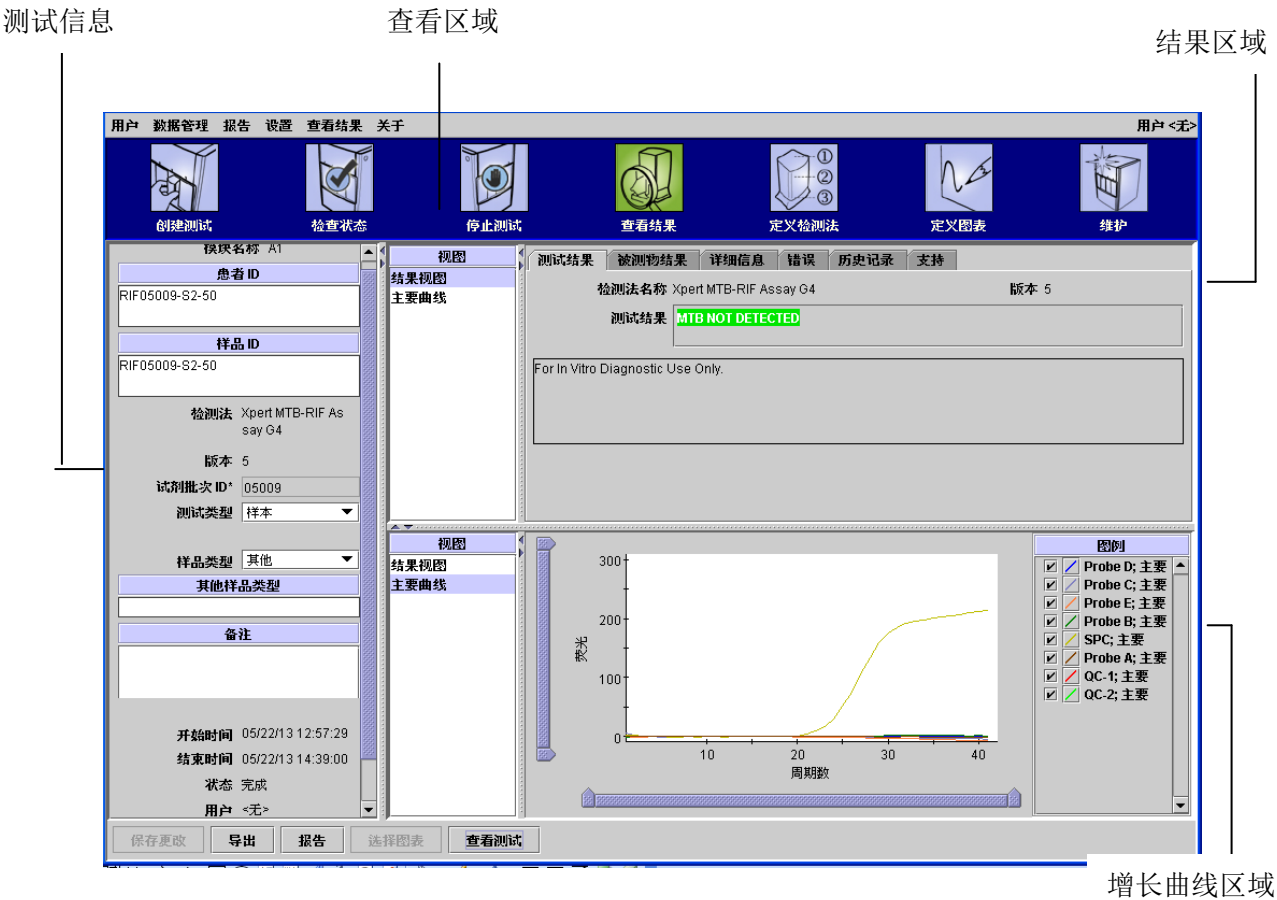 测试信息
查看区域
结果区域
用户 数据管理 报告 设置 查看结果 关于 用户 <无>
创建测试 检查状态 停止测试 查看结果 定义检测法 定义图表 维护
① ② ③
模块名称 A1
患者 ID
RIF05009-S2-50
样品 ID
RIF05009-S2-50
检测法 Xpert MTB-RIF As
say G4
版本 5
试剂批次 ID* 05009
测试类型 样本
样品类型 其他
其他样品类型
备注
开始时间 05/22/13 12:57:29
结束时间 05/22/13 14:39:00
状态 完成
用户 <无>
视图
结果视图
主要曲线
测试结果 被测物结果 详细信息 错误 历史记录 支持
检测法名称 Xpert MTB-RIF Assay G4 版本 5
测试结果 MTB NOT DETECTED
For In Vitro Diagnostic Use Only.
视图
结果视图
主要曲线
300
200
100
0
荧光
10 20 30 40
周期数
图例
Probe D; 主要
Probe C; 主要
Probe E; 主要
Probe B; 主要
SPC; 主要
Probe A; 主要
QC-1; 主要
QC-2; 主要
保存更改 导出 报告 选择图表 查看测试
增长曲线区域